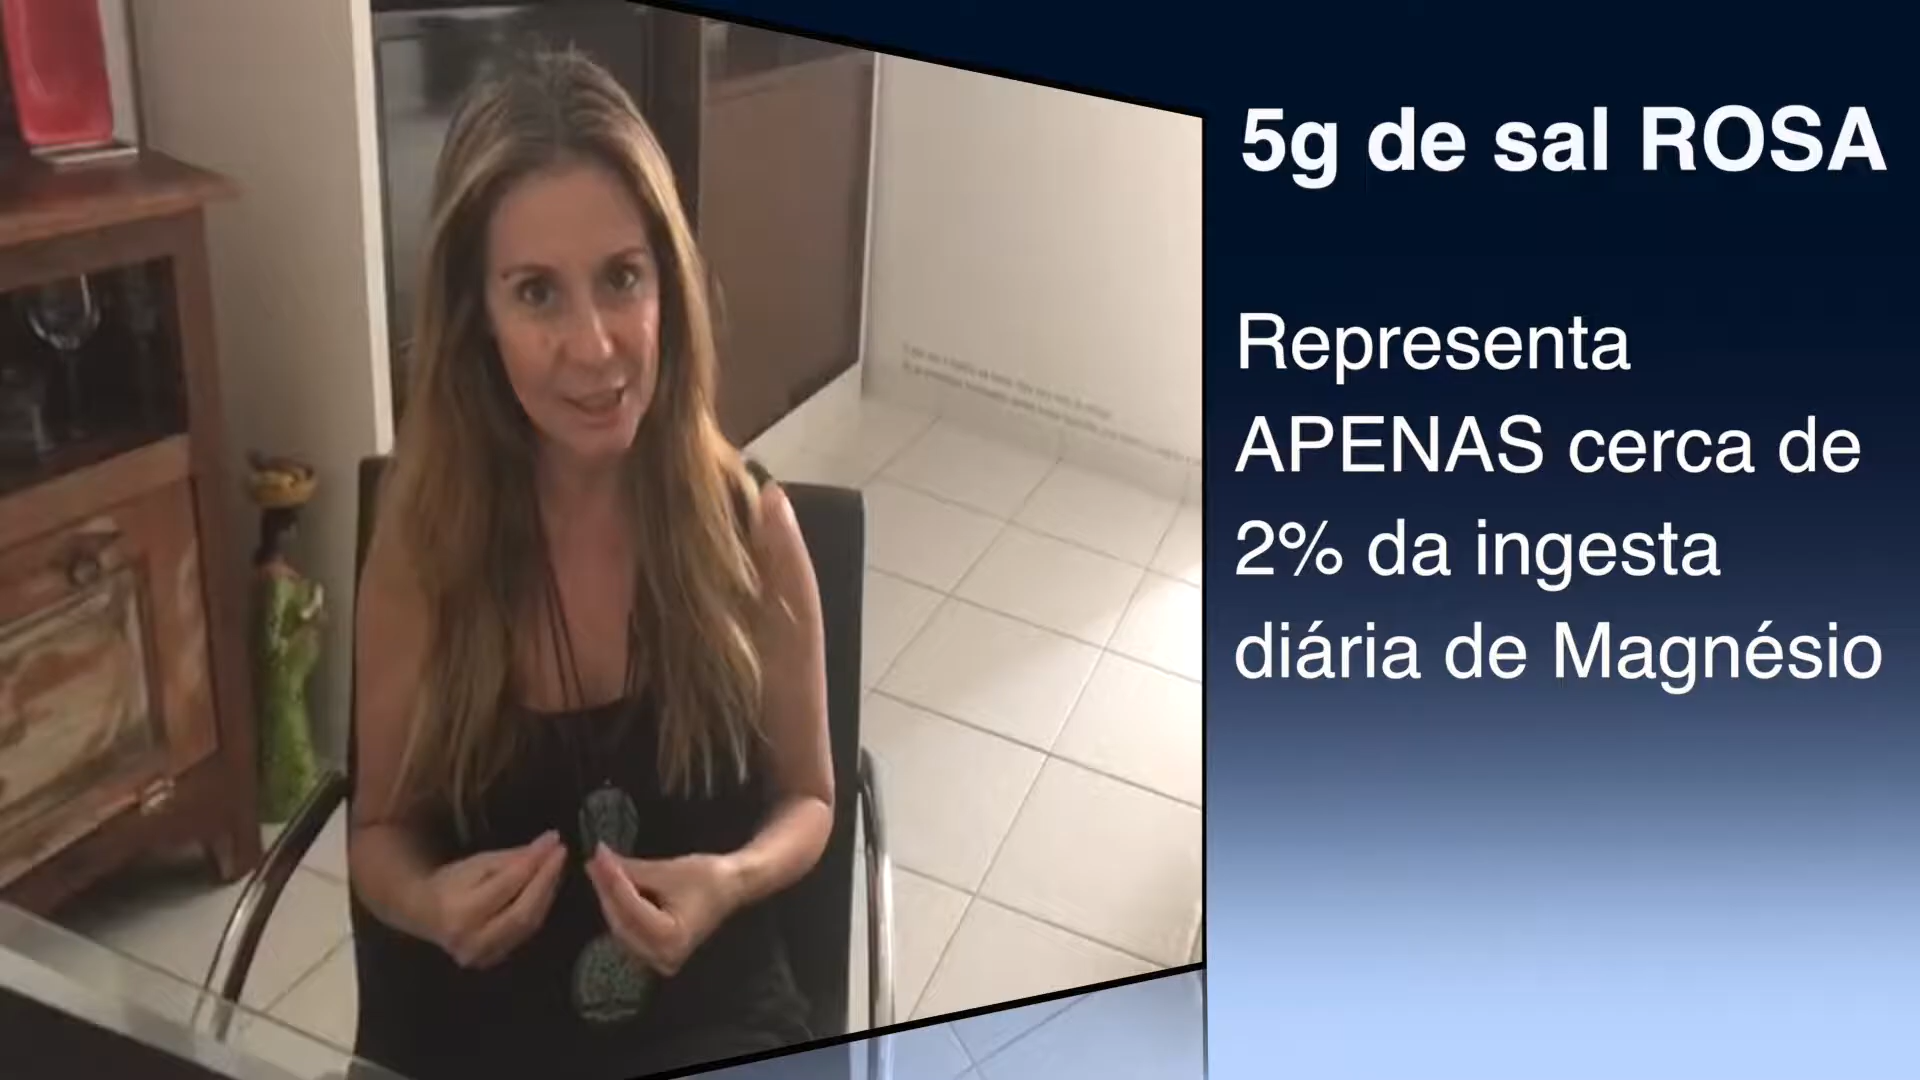 5g de sal ROSA
Representa
APENAS cerca de
2% da ingesta
diária de Magnésio